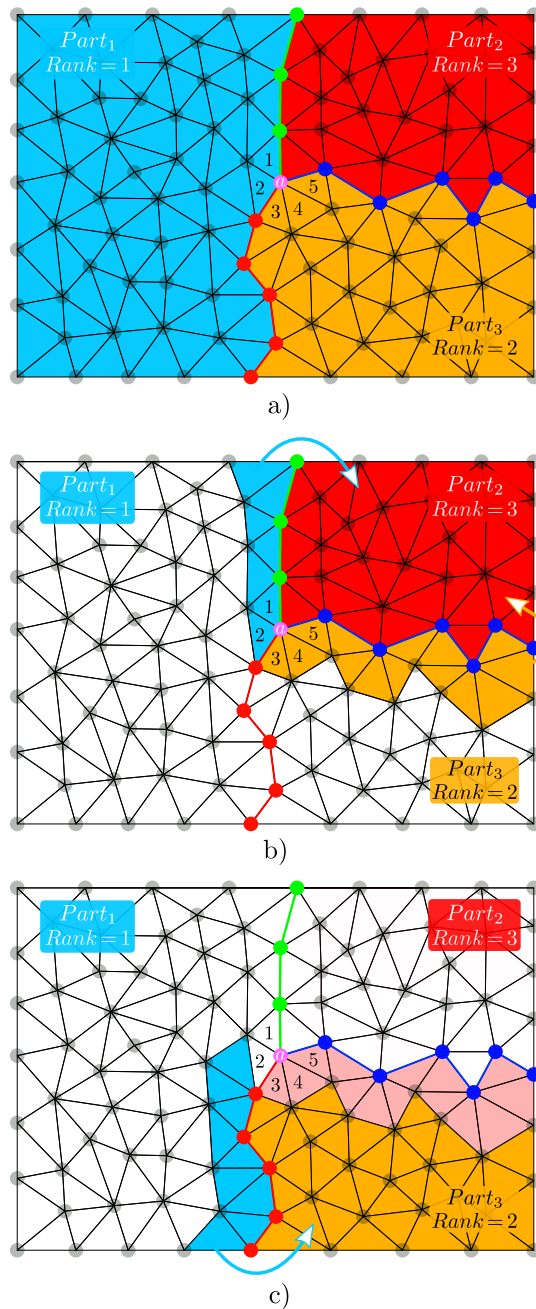 Part₁
Rank = 1
Part₂
Rank = 3
1
a
2
5
3
4
Part₃
Rank = 2
a)
Part₁
Rank = 1
Part₂
Rank = 3
1
a
2
5
3
4
Part₃
Rank = 2
b)
Part₁
Rank = 1
Part₂
Rank = 3
1
a
2
5
3
4
Part₃
Rank = 2
c)